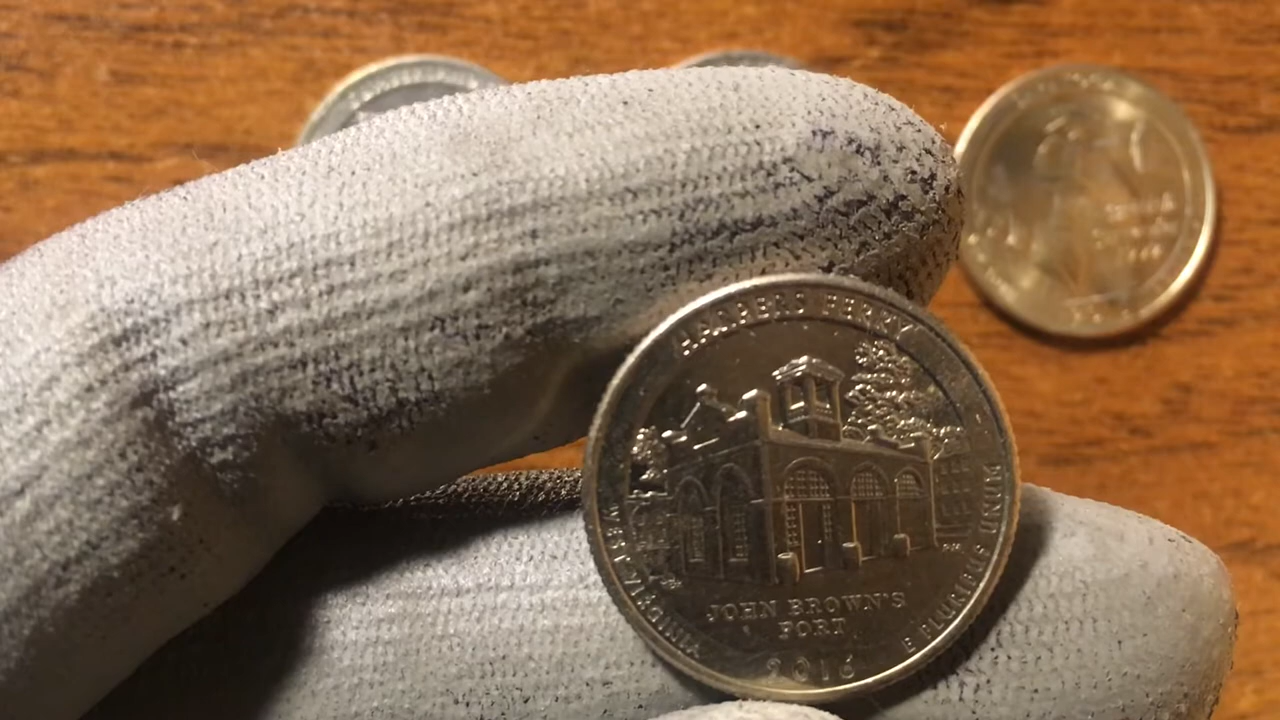 HARPERS FERRY
WEST VIRGINIA
JOHN BROWN'S
FORT
2016
E PLURIBUS UNUM